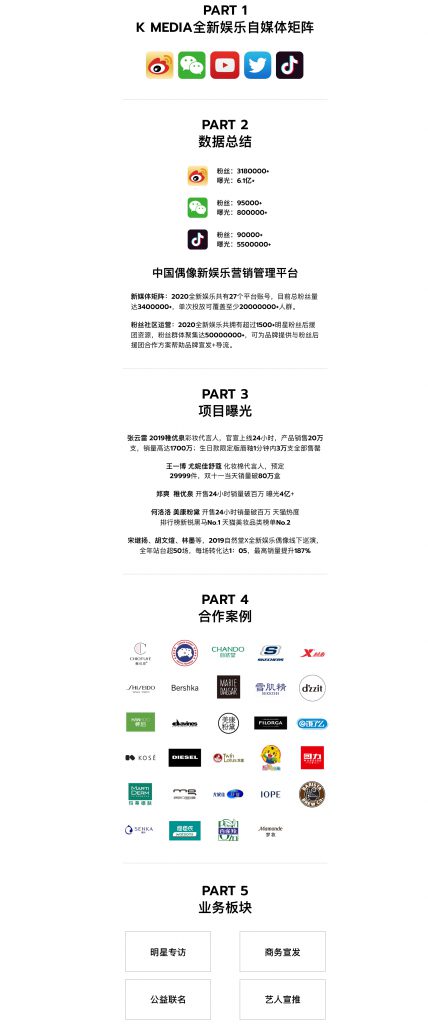 PART 1
K MEDIA全新娱乐自媒体矩阵
PART 2
数据总结
粉丝：3180000+
曝光：6.1亿+
粉丝：95000+
曝光：800000+
粉丝：90000+
曝光：5500000+
中国偶像新娱乐营销管理平台
新媒体矩阵：2020全新娱乐共有27个平台账号，目前总粉丝量
达3400000+，单次投放可覆盖至少20000000+人群。
粉丝社区运营：2020全新娱乐共拥有超过1500+明星粉丝后援
团资源，粉丝群体聚集达50000000+，可为品牌提供与粉丝后
援团合作方案帮助品牌宣发+导流。
PART 3
项目曝光
张云雷 2019稚优泉彩妆代言人，官宣上线24小时，产品销售20万
支，销量高达1700万，生日款限定版唇釉1分钟内3万支全部售罄
王一博 尤妮佳舒蔻 化妆棉代言人，预定
29999件，双十一当天销量破80万盒
郑爽 稚优泉 开售24小时销量破百万 曝光4亿+
何洛洛 美康粉黛 开售24小时销量破百万 天猫热度
排行榜新锐黑马No.1 天猫美妆品类榜单No.2
宋继扬、胡文煊、林墨等，2019自然堂X全新娱乐偶像线下巡演，
全年站台超50场，每场转化达1：05，最高销量提升187%
PART 4
合作案例
CHIOTURE
CHANDO
自然堂
SKECHERS
SHISEIDO
Bershka
MARIE
DALGAR
雪肌精
d'zzit
davines
美康
粉黛
FILORGA
KOSÉ
DIESEL
Twin
Lotus
MARTI
DERM
IOPE
SENKA
Mamonde
梦妆
PART 5
业务板块
明星专访
商务宣发
公益联名
艺人宣推